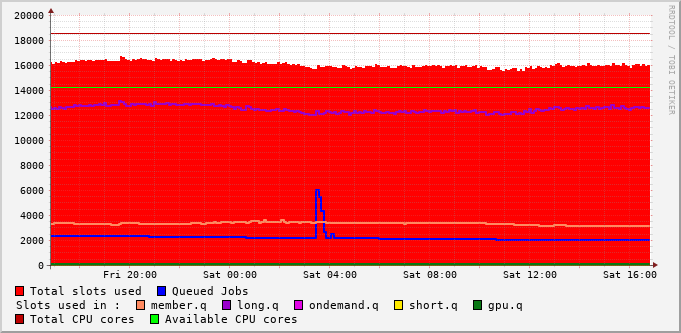 RRDTOOL / TOBI OETIKER
20000
18000
16000
14000
12000
10000
8000
6000
4000
2000
0
Fri 20:00 Sat 00:00 Sat 04:00 Sat 08:00 Sat 12:00 Sat 16:00
Total slots used Queued Jobs
Slots used in : member.q long.q ondemand.q short.q gpu.q
Total CPU cores Available CPU cores